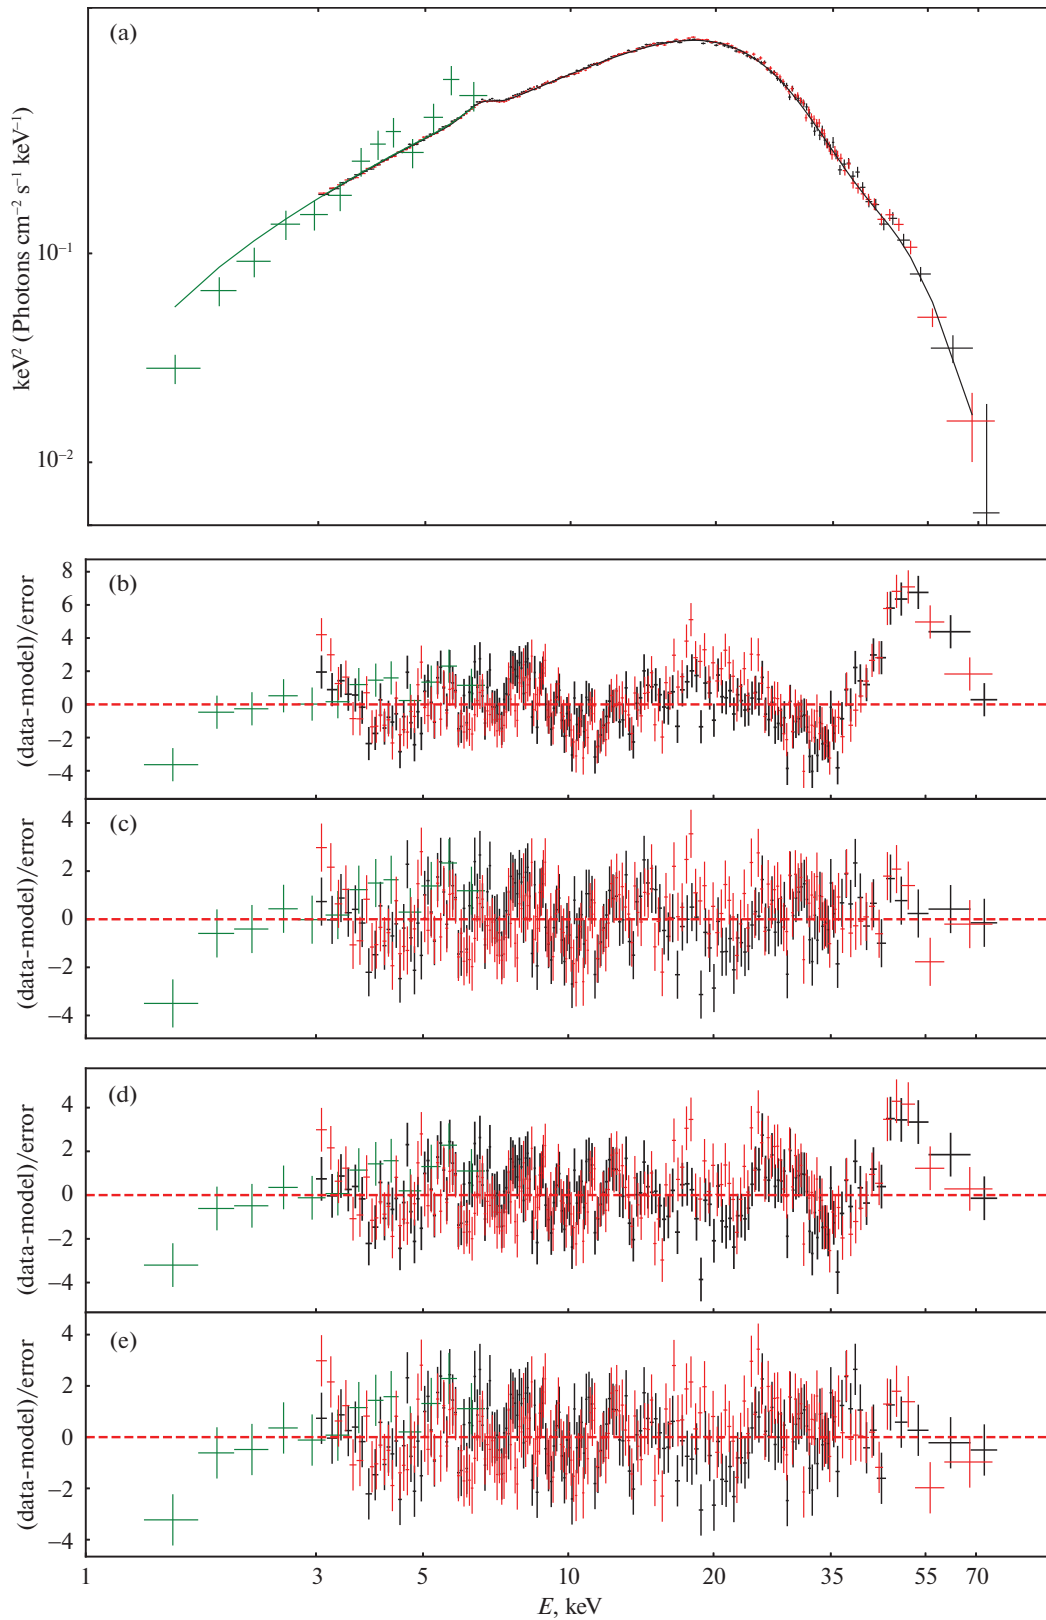 (a)
keV² (Photons cm⁻² s⁻¹ keV⁻¹)
10⁻¹
10⁻²
(b)
(data-model)/error
8
6
4
2
0
−2
−4
(c)
(data-model)/error
4
2
0
−2
−4
(d)
(data-model)/error
4
2
0
−2
−4
(e)
(data-model)/error
4
2
0
−2
−4
1 3 5 10 20 35 55 70
E, keV